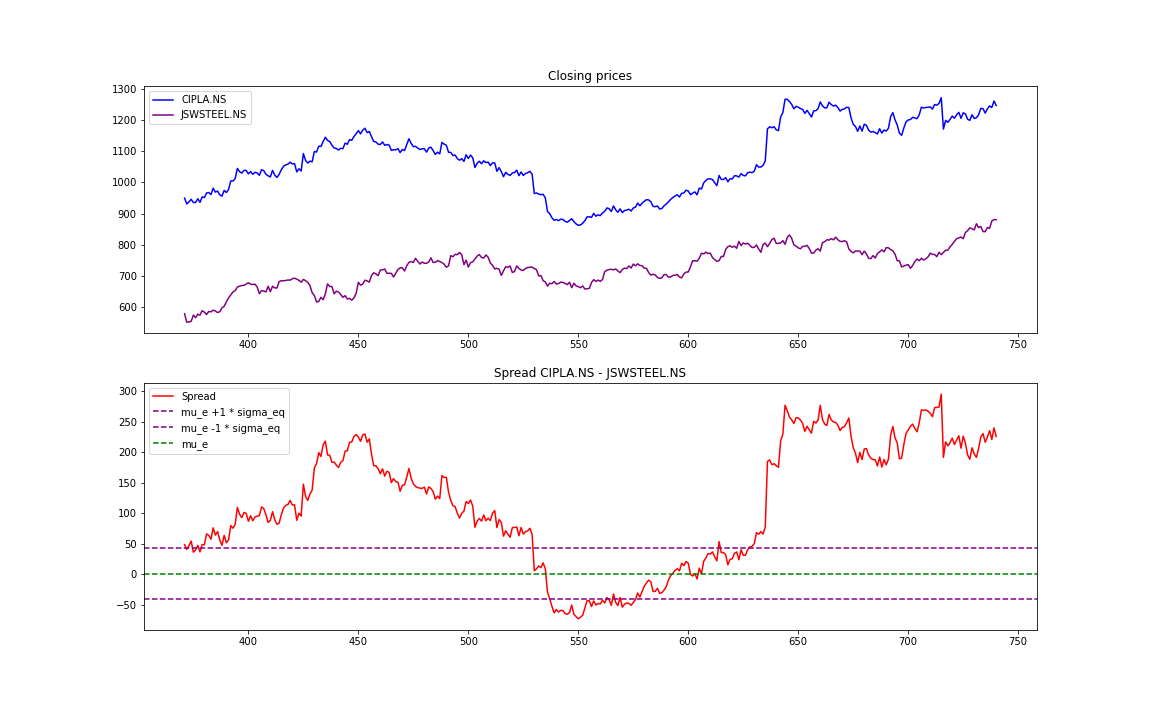 Closing prices
1300
1200
1100
1000
900
800
700
600
CIPLA.NS
JSWSTEEL.NS
400 450 500 550 600 650 700 750
Spread CIPLA.NS - JSWSTEEL.NS
300
250
200
150
100
50
0
−50
Spread
mu_e +1 * sigma_eq
mu_e -1 * sigma_eq
mu_e
400 450 500 550 600 650 700 750